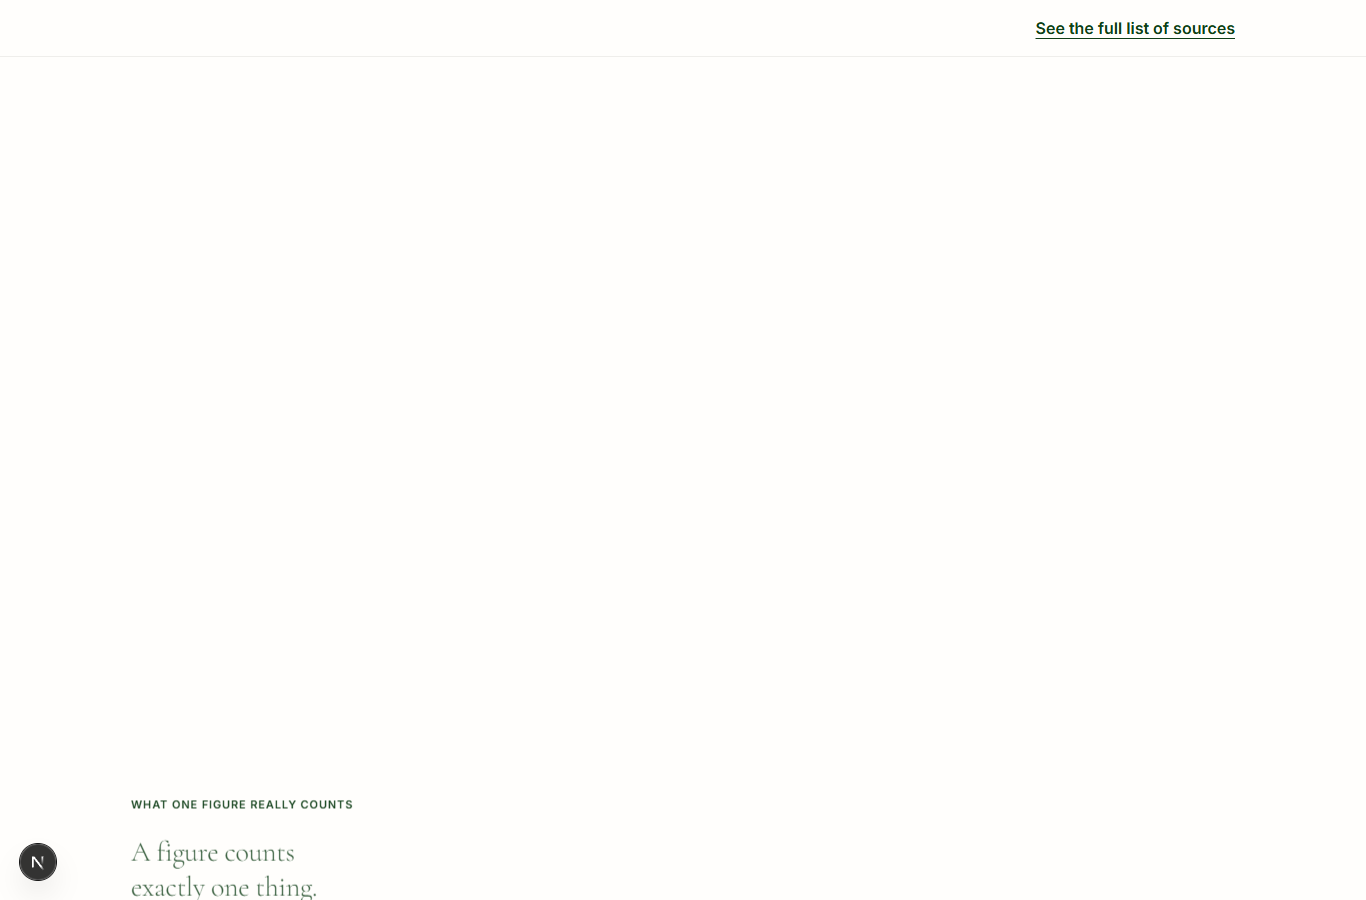 See the full list of sources
WHAT ONE FIGURE REALLY COUNTS
A figure counts
exactly one thing.
N